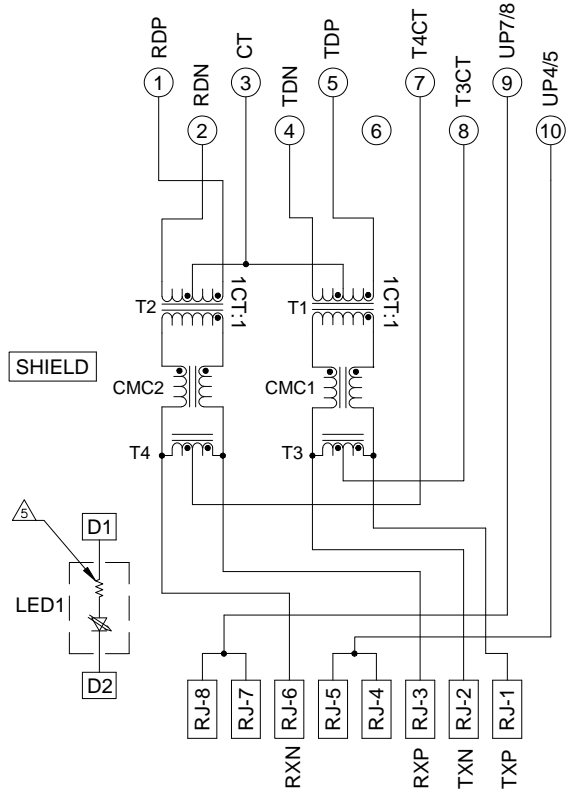 RDP
RDN
CT
TDN
TDP
T4CT
T3CT
UP7/8
UP4/5
1
2
3
4
5
6
7
8
9
10
T2
1CT:1
T1
1CT:1
SHIELD
CMC2
CMC1
T4
T3
5
D1
LED1
D2
RJ-8
RJ-7
RJ-6
RJ-5
RJ-4
RJ-3
RJ-2
RJ-1
RXN
RXP
TXN
TXP